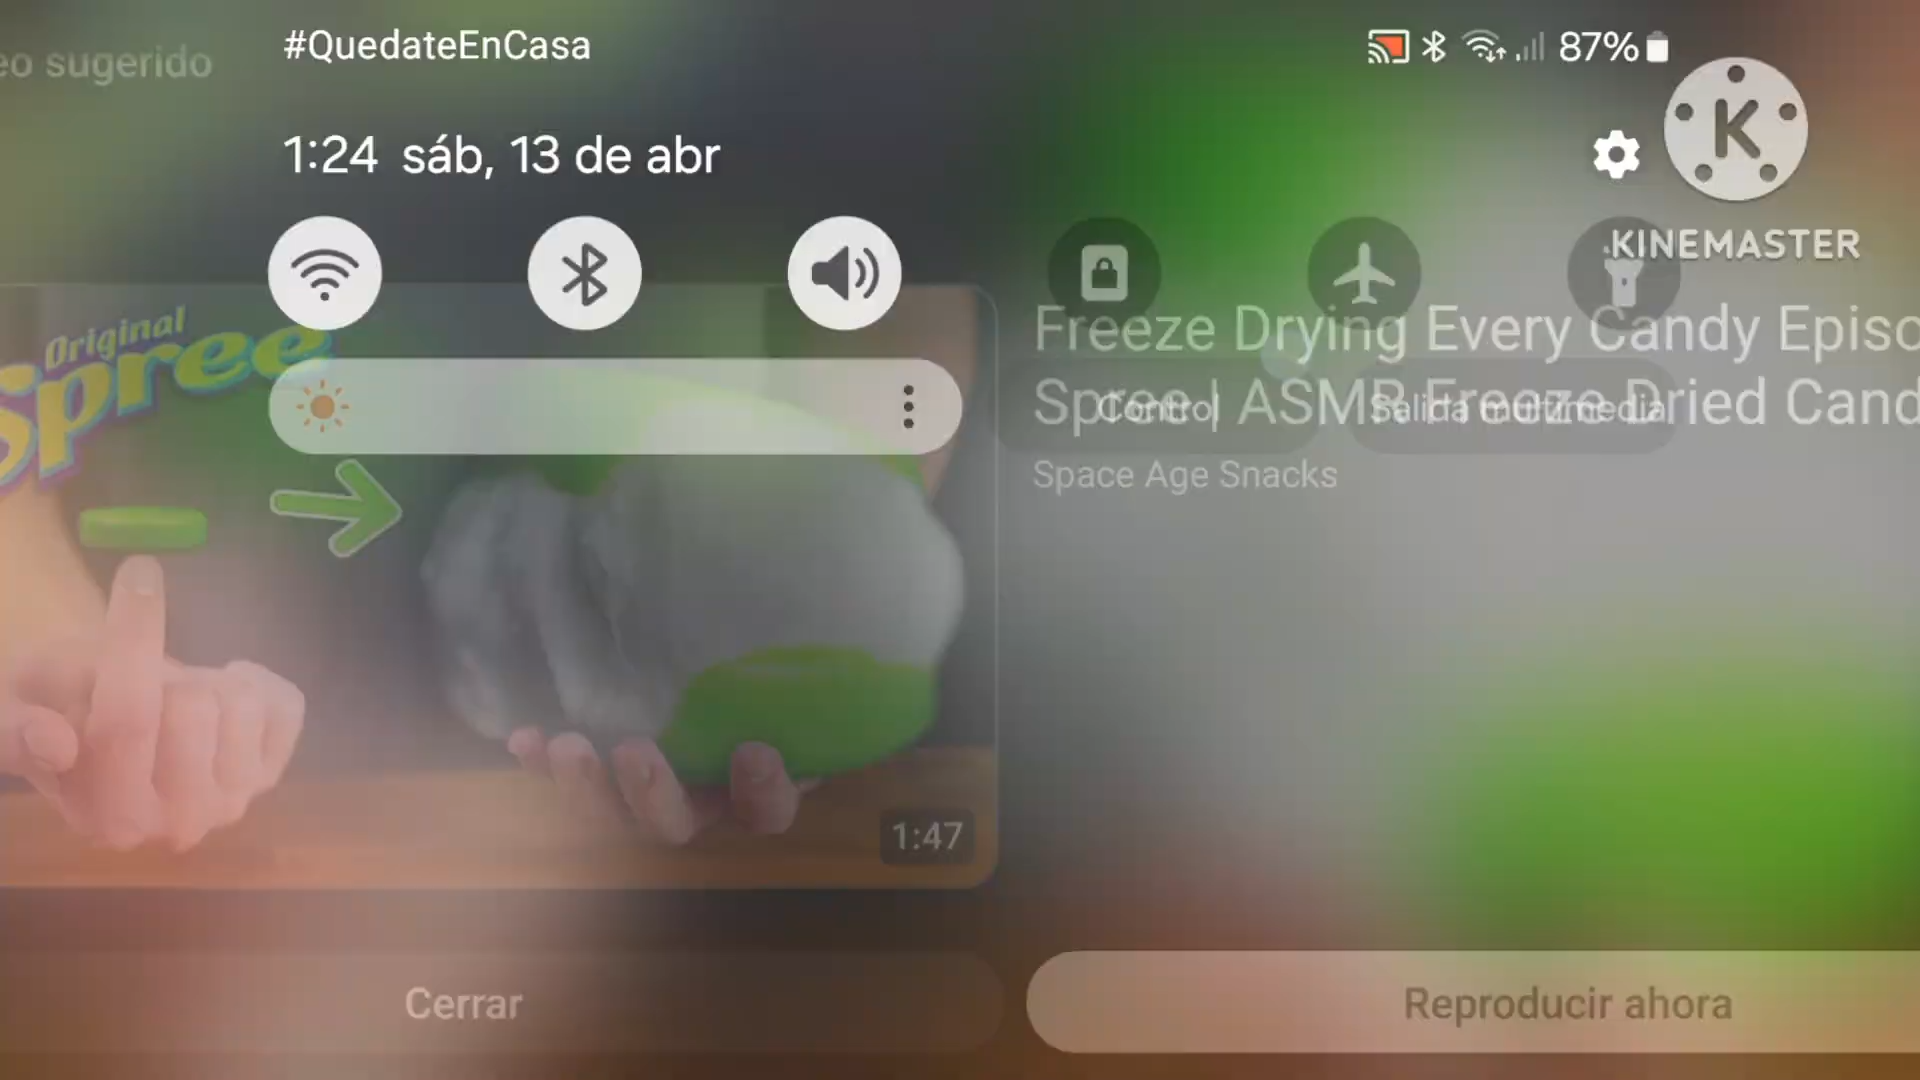 eo sugerido
#QuedateEnCasa
87%
1:24 sáb, 13 de abr
K
KINEMASTER
Original
Spree
Freeze Drying Every Candy Episo
Spree| ASMR Freeze Dried Cand
Control
Salida multimedia
Space Age Snacks
1:47
Cerrar
Reproducir ahora